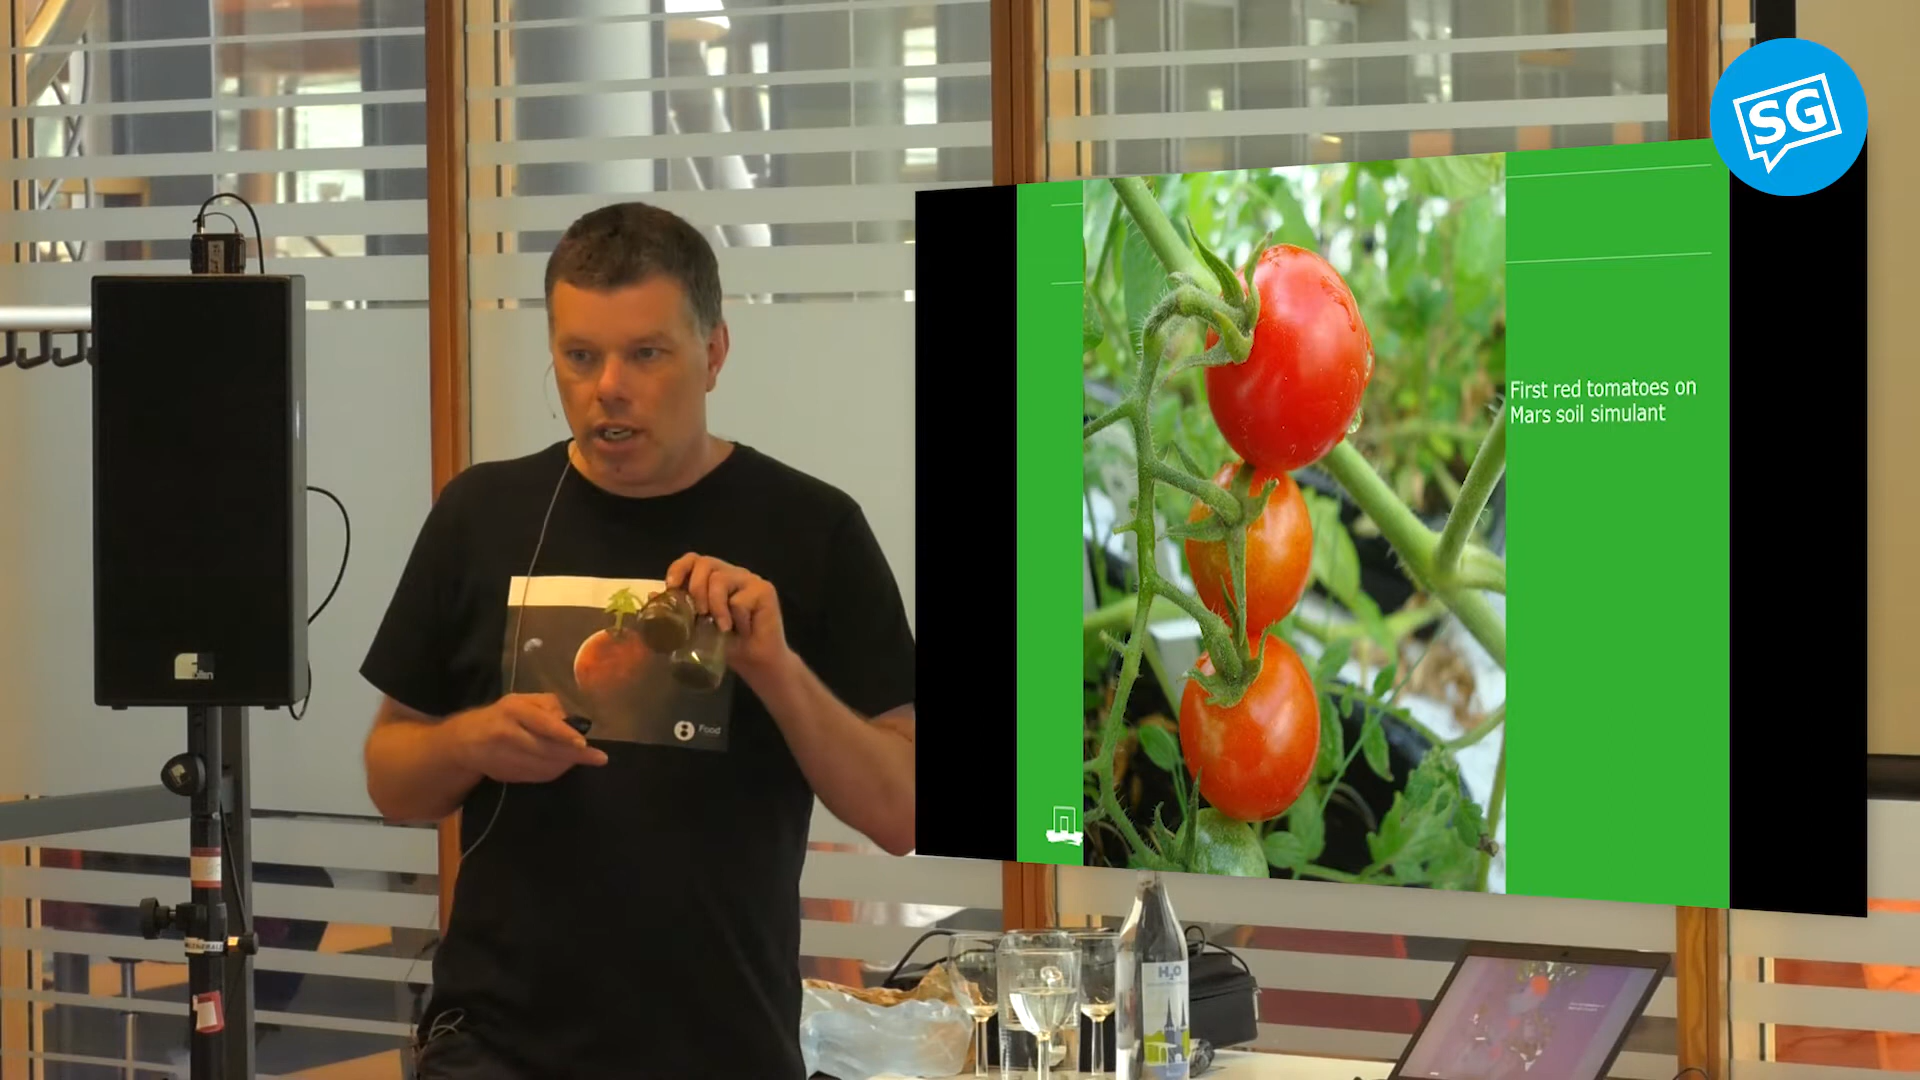 SG
First red tomatoes on
Mars soil simulant
Food
H₂O